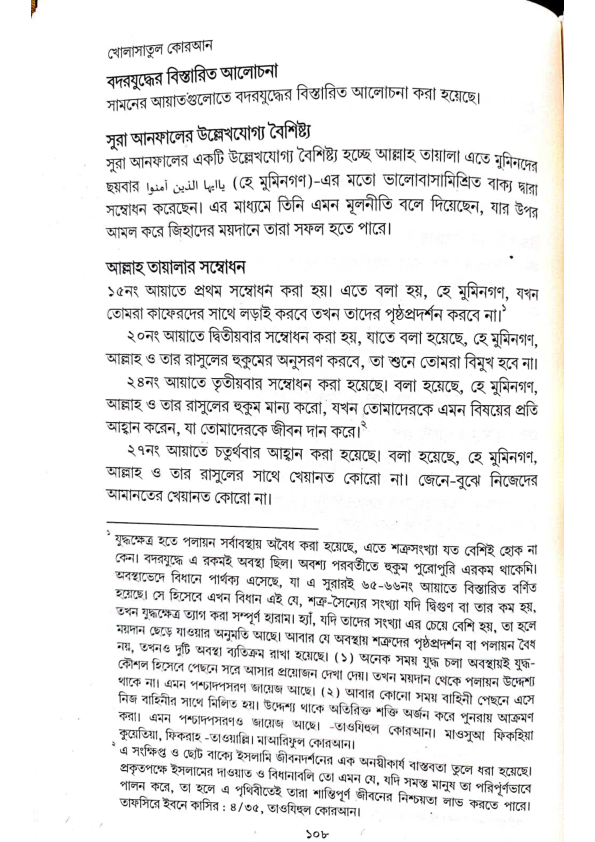 খোলাসাতুল কোরআন
বদরযুদ্ধের বিস্তারিত আলোচনা
সামনের আয়াতগুলোতে বদরযুদ্ধের বিস্তারিত আলোচনা করা হয়েছে।
সুরা আনফালের উল্লেখযোগ্য বৈশিষ্ট্য
সুরা আনফালের একটি উল্লেখযোগ্য বৈশিষ্ট্য হচ্ছে আল্লাহ তায়ালা এতে মুমিনদের
ছয়বার ياايها الذين آمنوا (হে মুমিনগণ)-এর মতো ভালোবাসামিশ্রিত বাক্য দ্বারা
সম্বোধন করেছেন। এর মাধ্যমে তিনি এমন মূলনীতি বলে দিয়েছেন, যার উপর
আমল করে জিহাদের ময়দানে তারা সফল হতে পারে।
আল্লাহ তায়ালার সম্বোধন
১৫নং আয়াতে প্রথম সম্বোধন করা হয়। এতে বলা হয়, হে মুমিনগণ, যখন
তোমরা কাফেরদের সাথে লড়াই করবে তখন তাদের পৃষ্ঠপ্রদর্শন করবে না।১
২০নং আয়াতে দ্বিতীয়বার সম্বোধন করা হয়, যাতে বলা হয়েছে, হে মুমিনগণ,
আল্লাহ ও তার রাসুলের হুকুমের অনুসরণ করবে, তা শুনে তোমরা বিমুখ হবে না।
২৪নং আয়াতে তৃতীয়বার সম্বোধন করা হয়েছে। বলা হয়েছে, হে মুমিনগণ,
আল্লাহ ও তার রাসুলের হুকুম মান্য করো, যখন তোমাদেরকে এমন বিষয়ের প্রতি
আহ্বান করেন, যা তোমাদেরকে জীবন দান করে।২
২৭নং আয়াতে চতুর্থবার আহ্বান করা হয়েছে। বলা হয়েছে, হে মুমিনগণ,
আল্লাহ ও তার রাসুলের সাথে খেয়ানত কোরো না। জেনে-বুঝে নিজেদের
আমানতের খেয়ানত কোরো না।
১ যুদ্ধক্ষেত্র হতে পলায়ন সর্বাবস্থায় অবৈধ করা হয়েছে, এতে শত্রুসংখ্যা যত বেশিই হোক না
কেন। বদরযুদ্ধে এ রকমই অবস্থা ছিল। অবশ্য পরবর্তীতে হুকুম পুরোপুরি এরকম থাকেনি।
অবস্থাভেদে বিধানে পার্থক্য এসেছে, যা এ সুরারই ৬৫-৬৬নং আয়াতে বিস্তারিত বর্ণিত
হয়েছে। সে হিসেবে এখন বিধান এই যে, শত্রু-সৈন্যের সংখ্যা যদি দ্বিগুণ বা তার কম হয়,
তখন যুদ্ধক্ষেত্র ত্যাগ করা সম্পূর্ণ হারাম। হ্যাঁ, যদি তাদের সংখ্যা এর চেয়ে বেশি হয়, তা হলে
ময়দান ছেড়ে যাওয়ার অনুমতি আছে। আবার যে অবস্থায় শত্রুদের পৃষ্ঠপ্রদর্শন বা পলায়ন বৈধ
নয়, তখনও দুটি অবস্থা ব্যতিক্রম রাখা হয়েছে। (১) অনেক সময় যুদ্ধ চলা অবস্থায়ই যুদ্ধ-
কৌশল হিসেবে পেছনে সরে আসার প্রয়োজন দেখা দেয়। তখন ময়দান থেকে পলায়ন উদ্দেশ্য
থাকে না। এমন পশ্চাদপসরণ জায়েজ আছে। (২) আবার কোনো সময় বাহিনী পেছনে এসে
নিজ বাহিনীর সাথে মিলিত হয়। উদ্দেশ্য থাকে অতিরিক্ত শক্তি অর্জন করে পুনরায় আক্রমণ
করা। এমন পশ্চাদপসরণও জায়েজ আছে। -তাওযিহুল কোরআন। মাওসুআ ফিকহিয়া
কুয়েতিয়া, ফিকরাহ -তাওয়াল্লি। মাআরিফুল কোরআন।
২ এ সংক্ষিপ্ত ও ছোট বাক্যে ইসলামি জীবনদর্শনের এক অনস্বীকার্য বাস্তবতা তুলে ধরা হয়েছে।
প্রকৃতপক্ষে ইসলামের দাওয়াত ও বিধানাবলি তো এমন যে, যদি সমস্ত মানুষ তা পরিপূর্ণভাবে
পালন করে, তা হলে এ পৃথিবীতেই তারা শান্তিপূর্ণ জীবনের নিশ্চয়তা লাভ করতে পারে।
তাফসিরে ইবনে কাসির : ৪/৩৫, তাওযিহুল কোরআন।
১০৮